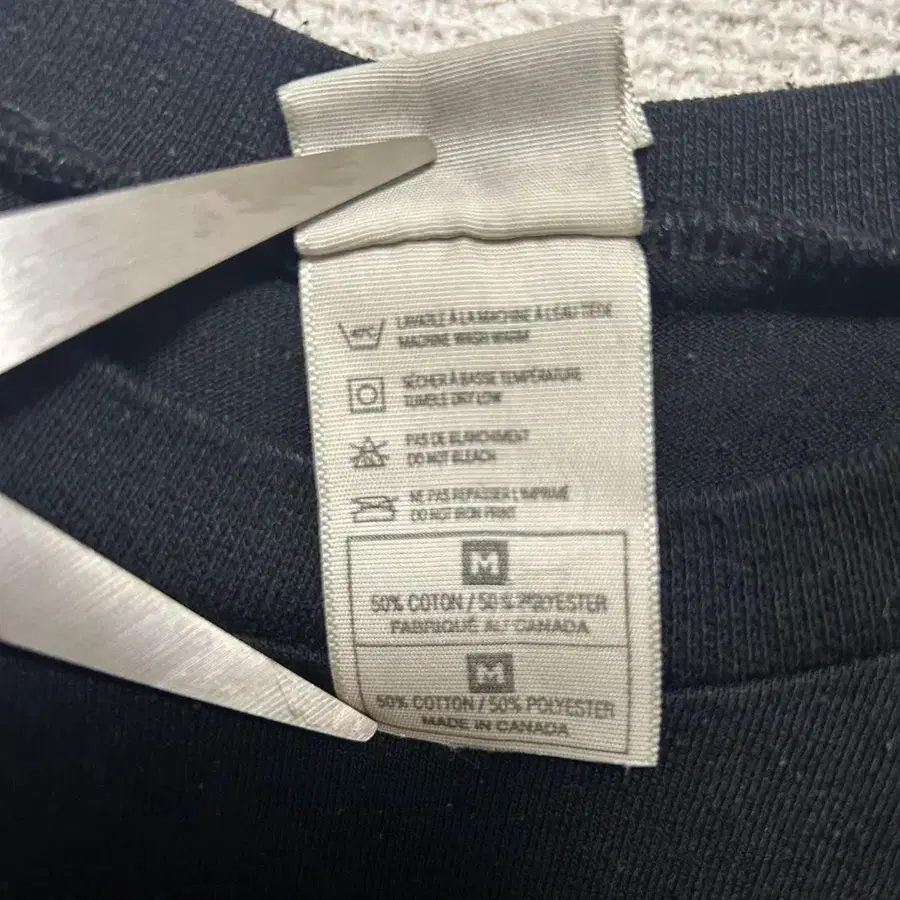 40°C
LAVABLE À LA MACHINE À L'EAU TIÈDE
MACHINE WASH WARM
SÉCHER À BASSE TEMPÉRATURE
TUMBLE DRY LOW
PAS DE BLANCHIMENT
DO NOT BLEACH
NE PAS REPASSER L'IMPRIMÉ
DO NOT IRON PRINT
M
50% COTON / 50% POLYESTER
FABRIQUÉ AU CANADA
M
50% COTTON / 50% POLYESTER
MADE IN CANADA